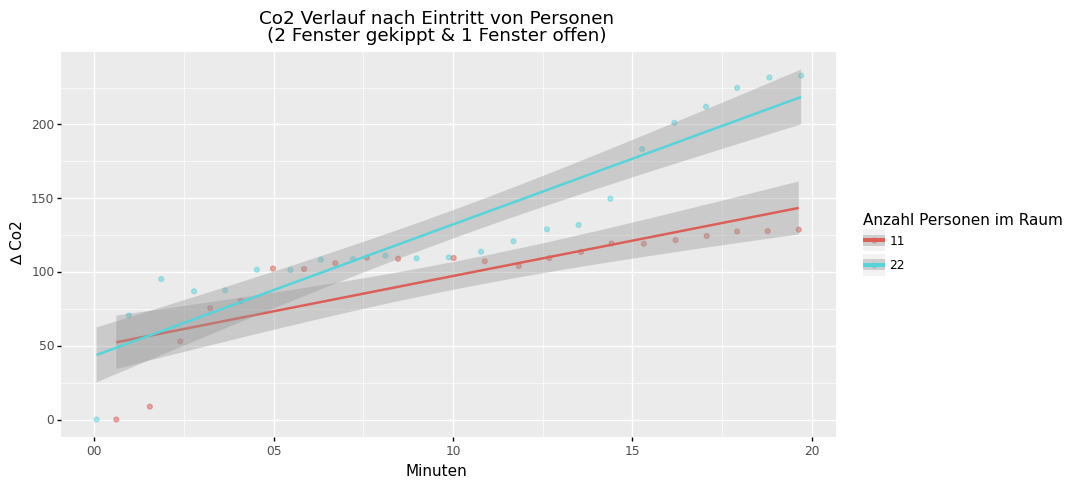 Co2 Verlauf nach Eintritt von Personen
(2 Fenster gekippt & 1 Fenster offen)
Δ Co2
200
150
100
50
0
00
05
10
15
20
Minuten
Anzahl Personen im Raum
11
22